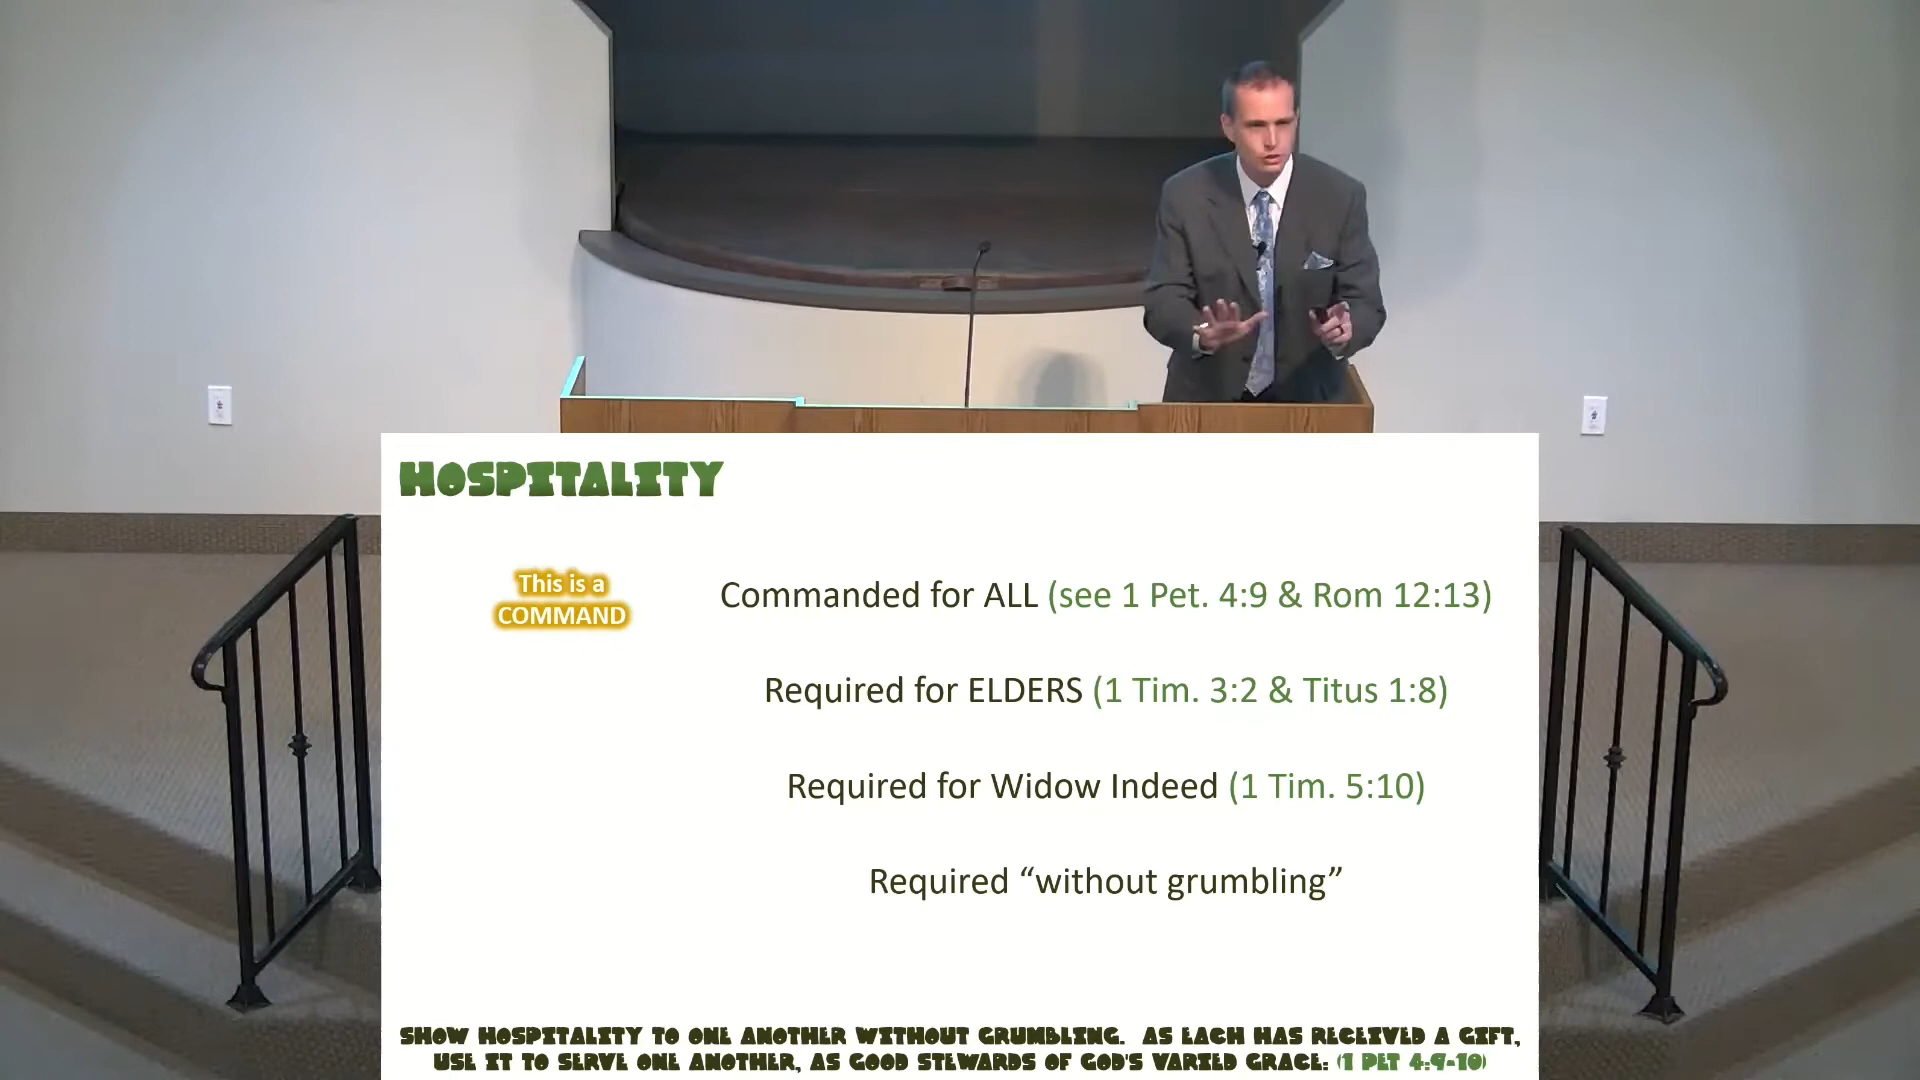 HOSPITALITY
This is a
COMMAND
Commanded for ALL (see 1 Pet. 4:9 & Rom 12:13)
Required for ELDERS (1 Tim. 3:2 & Titus 1:8)
Required for Widow Indeed (1 Tim. 5:10)
Required “without grumbling”
SHOW HOSPITALITY TO ONE ANOTHER WITHOUT GRUMBLING. AS EACH HAS RECEIVED A GIFT,
USE IT TO SERVE ONE ANOTHER, AS GOOD STEWARDS OF GOD'S VARIED GRACE: (1 PET 4:9-10)